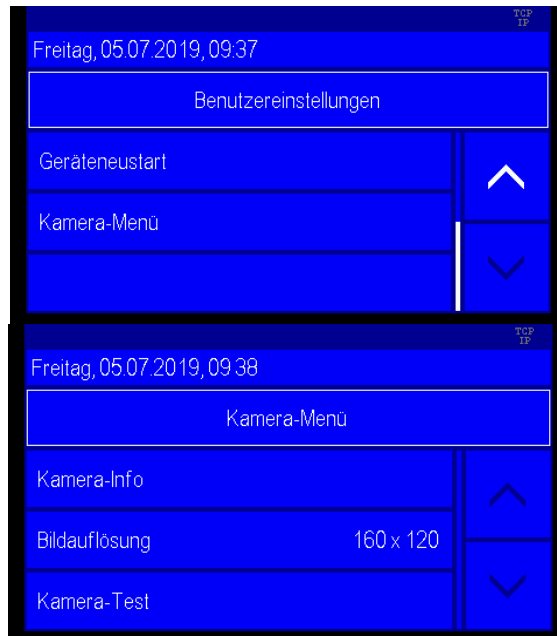 TCP
IP
Freitag, 05.07.2019, 09:37
Benutzereinstellungen
Geräteneustart
Kamera-Menü
TCP
IP
Freitag, 05.07.2019, 09:38
Kamera-Menü
Kamera-Info
Bildauflösung 160 x 120
Kamera-Test